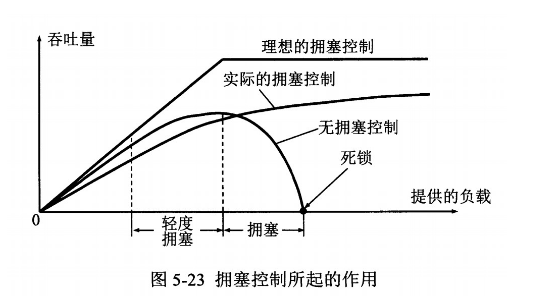 吞吐量
理想的拥塞控制
实际的拥塞控制
无拥塞控制
死锁
提供的负载
0
轻度
拥塞
拥塞
图 5-23 拥塞控制所起的作用